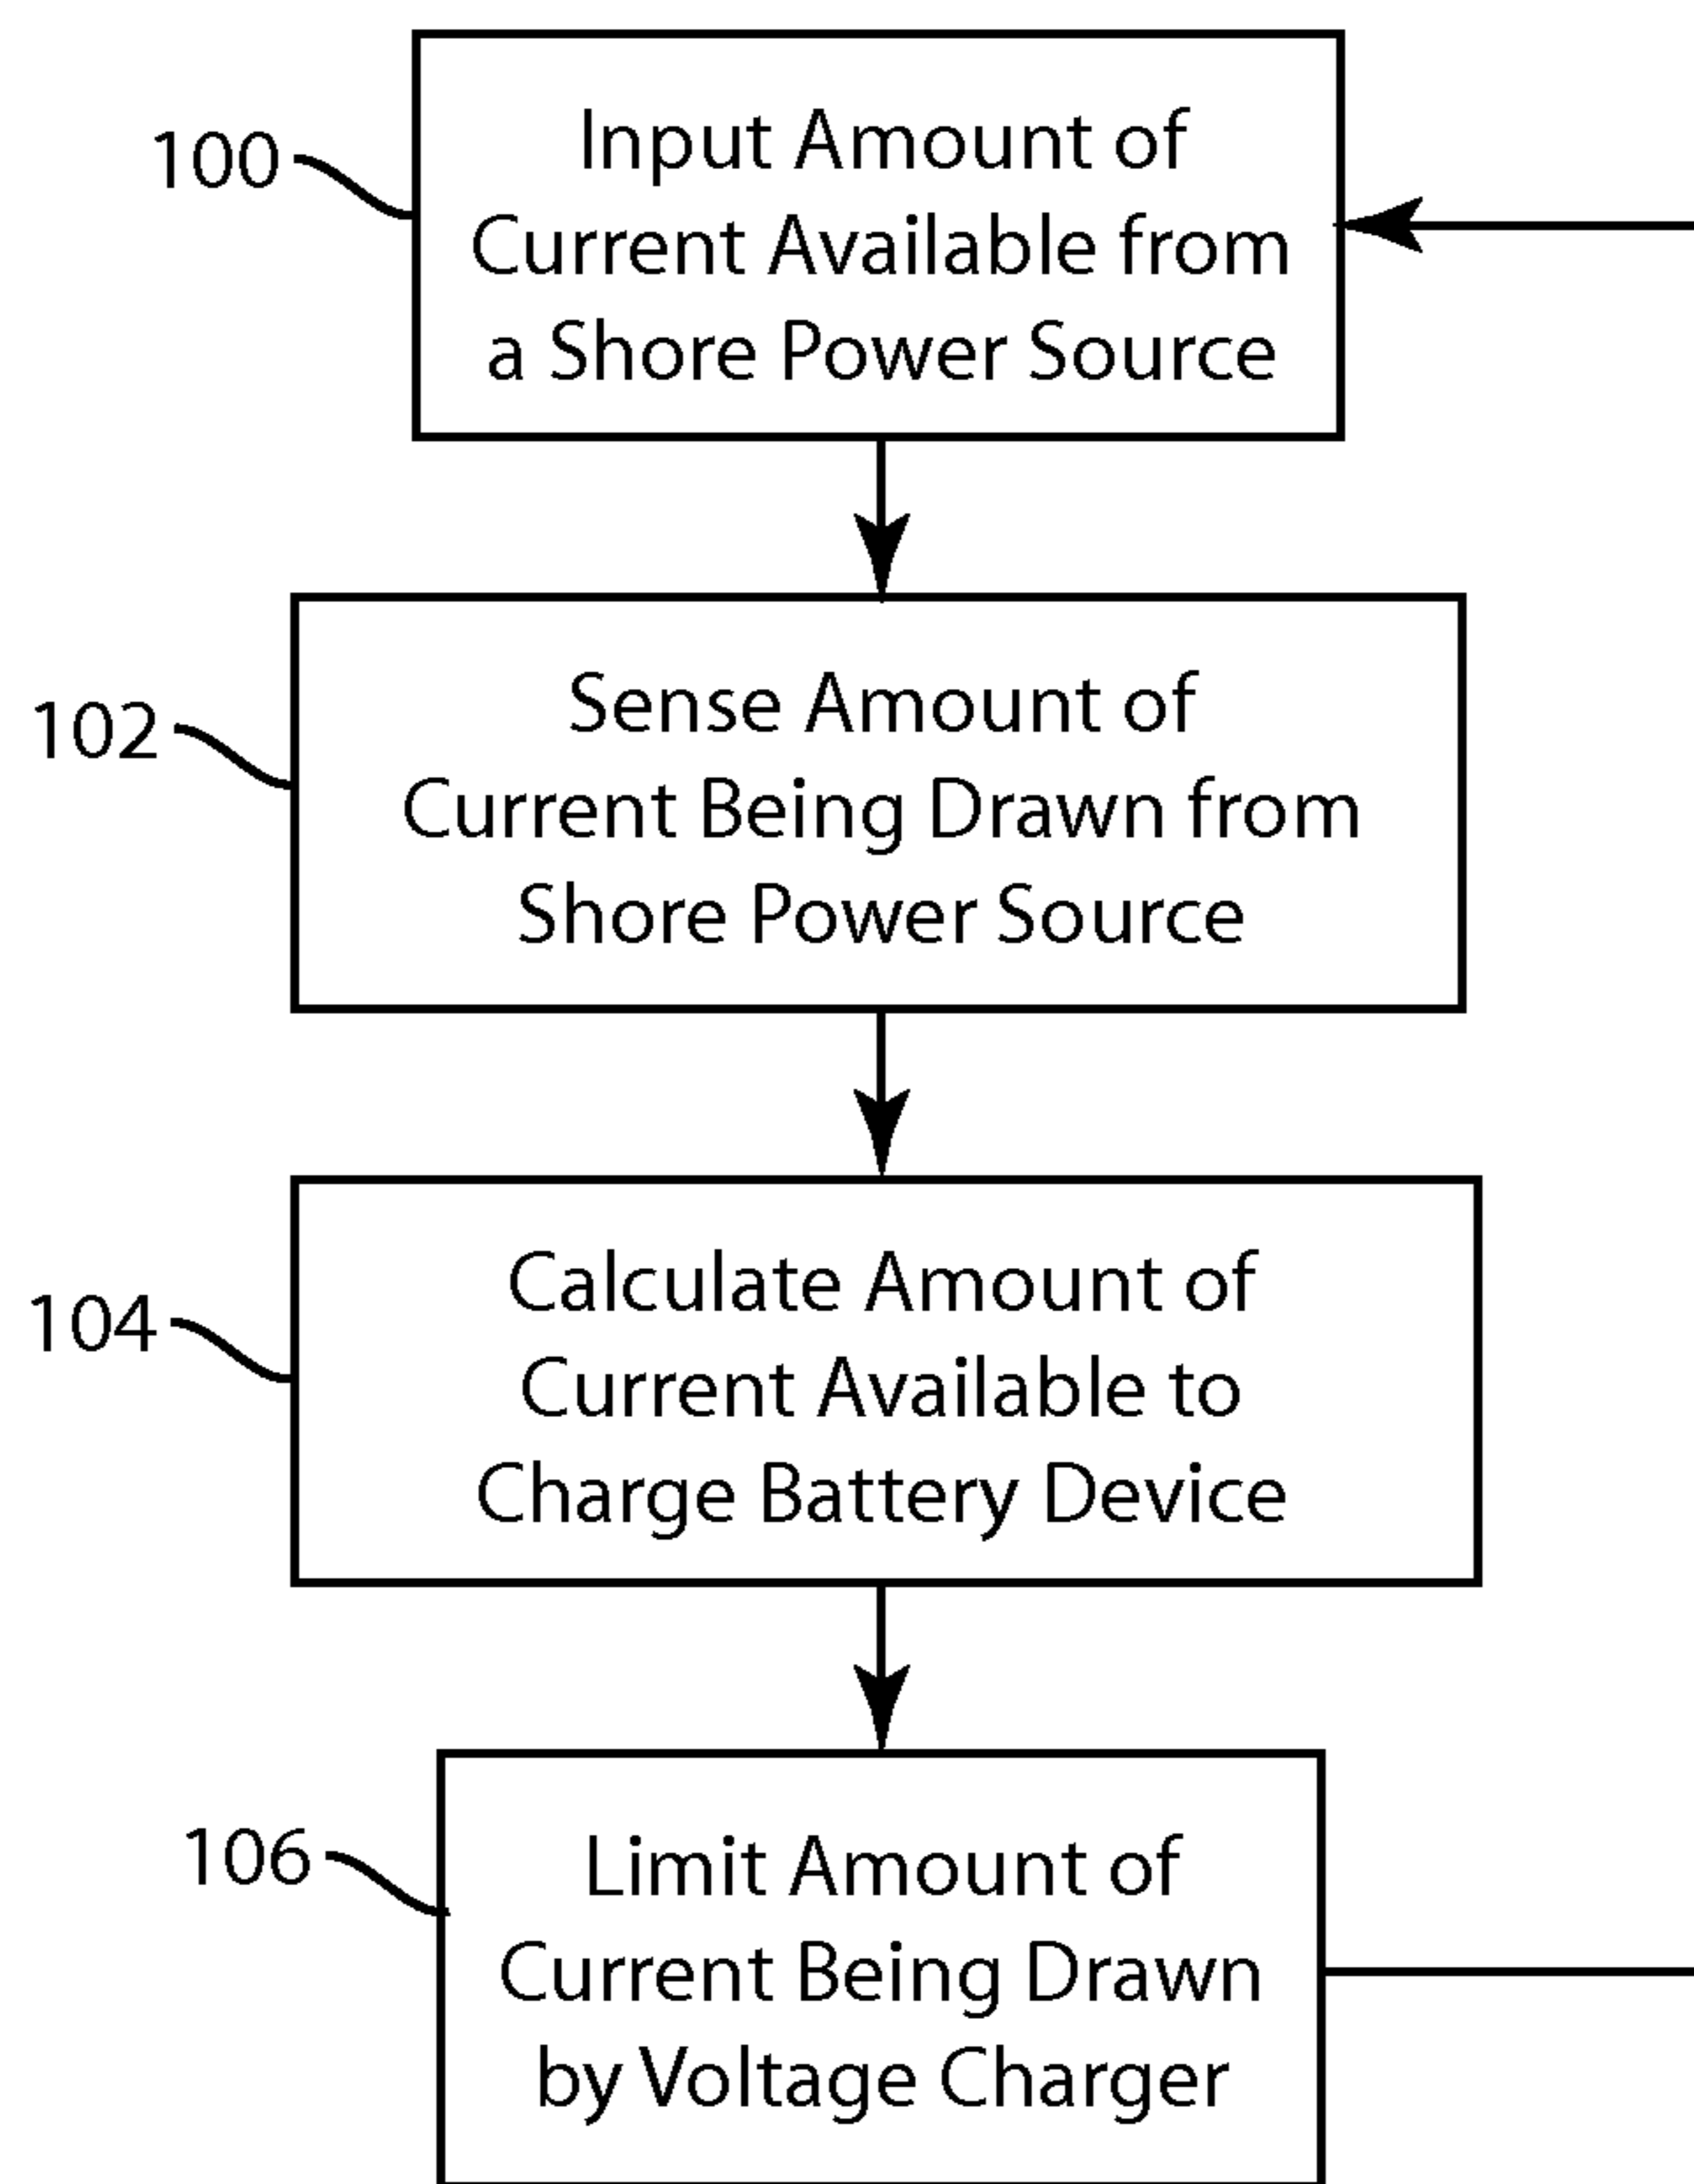 100
Input Amount of
Current Available from
a Shore Power Source
102
Sense Amount of
Current Being Drawn from
Shore Power Source
104
Calculate Amount of
Current Available to
Charge Battery Device
106
Limit Amount of
Current Being Drawn
by Voltage Charger